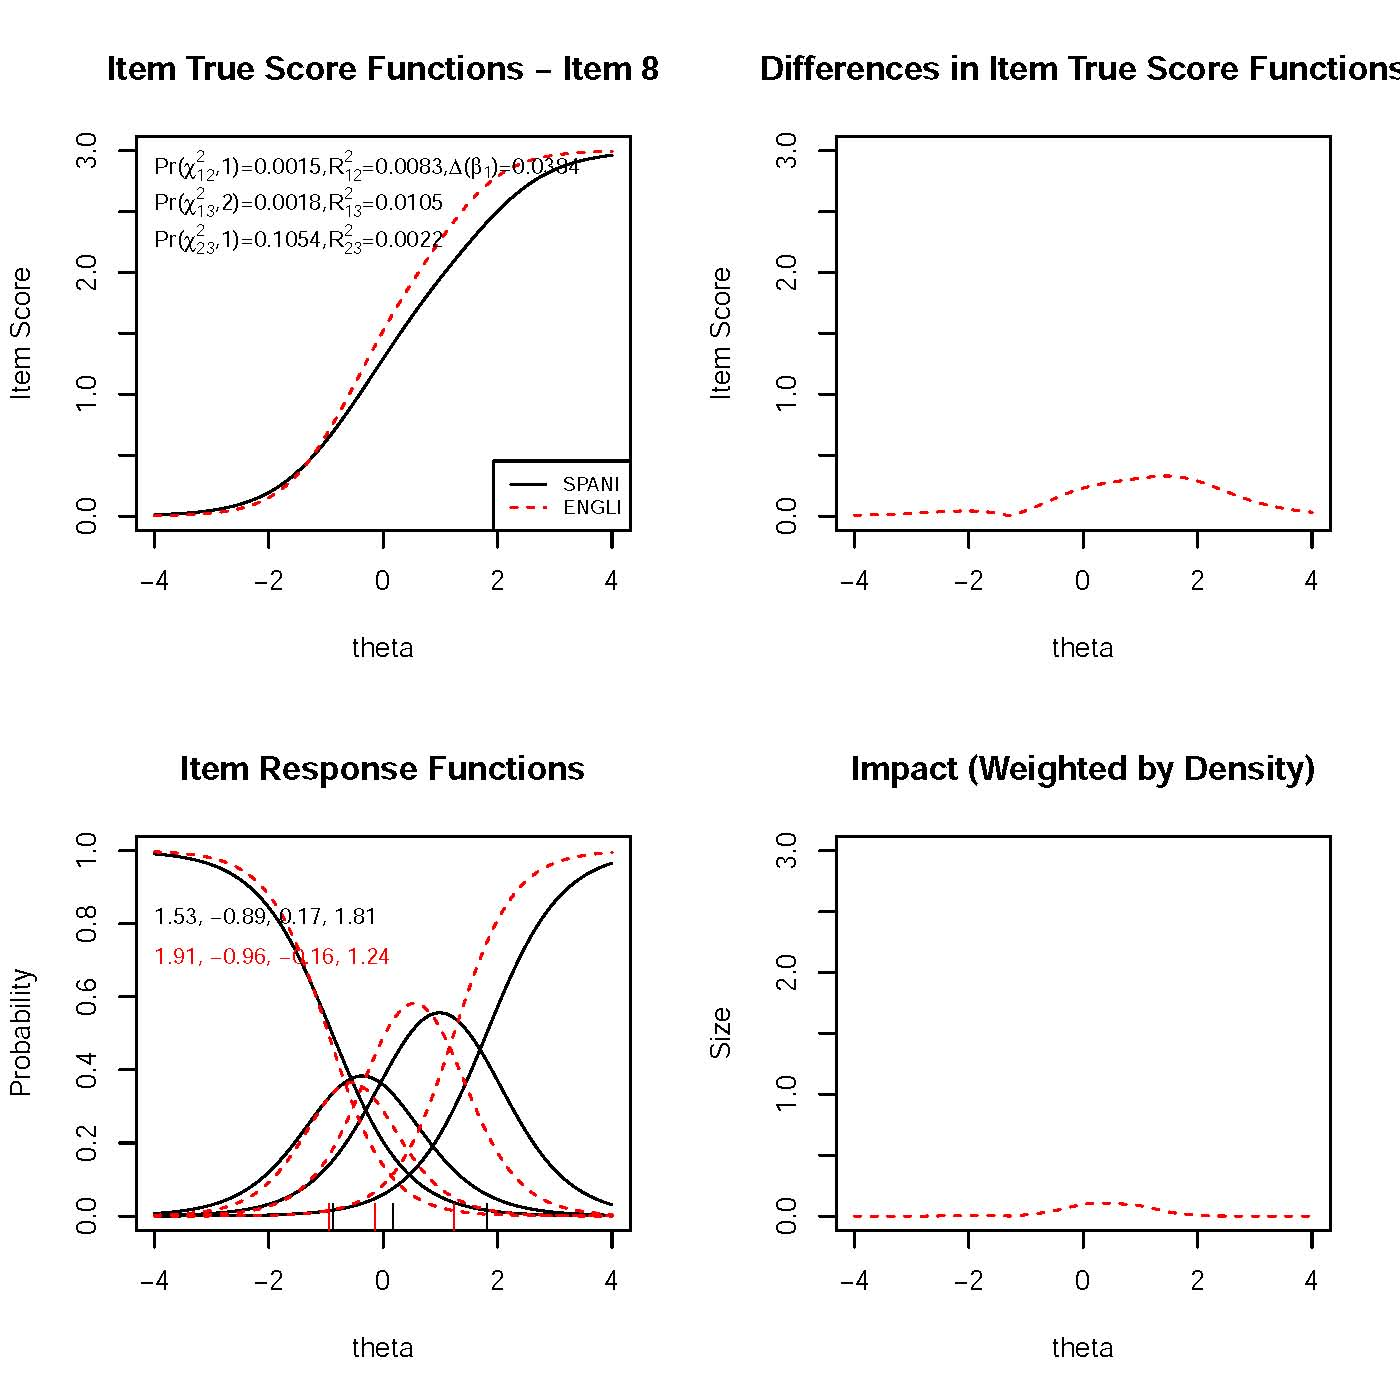 Item True Score Functions − Item 8
Pr(χ²₁₂,1)=0.0015,R²₁₂=0.0083,Δ(β₁)=0.0384
Pr(χ²₁₃,2)=0.0018,R²₁₃=0.0105
Pr(χ²₂₃,1)=0.1054,R²₂₃=0.0022
Item Score
0.0 1.0 2.0 3.0
SPANI
ENGLI
−4 −2 0 2 4
theta
Differences in Item True Score Functions
Item Score
0.0 1.0 2.0 3.0
−4 −2 0 2 4
theta
Item Response Functions
Probability
0.0 0.2 0.4 0.6 0.8 1.0
1.53, −0.89, 0.17, 1.81
1.91, −0.96, −0.16, 1.24
−4 −2 0 2 4
theta
Impact (Weighted by Density)
Size
0.0 1.0 2.0 3.0
−4 −2 0 2 4
theta